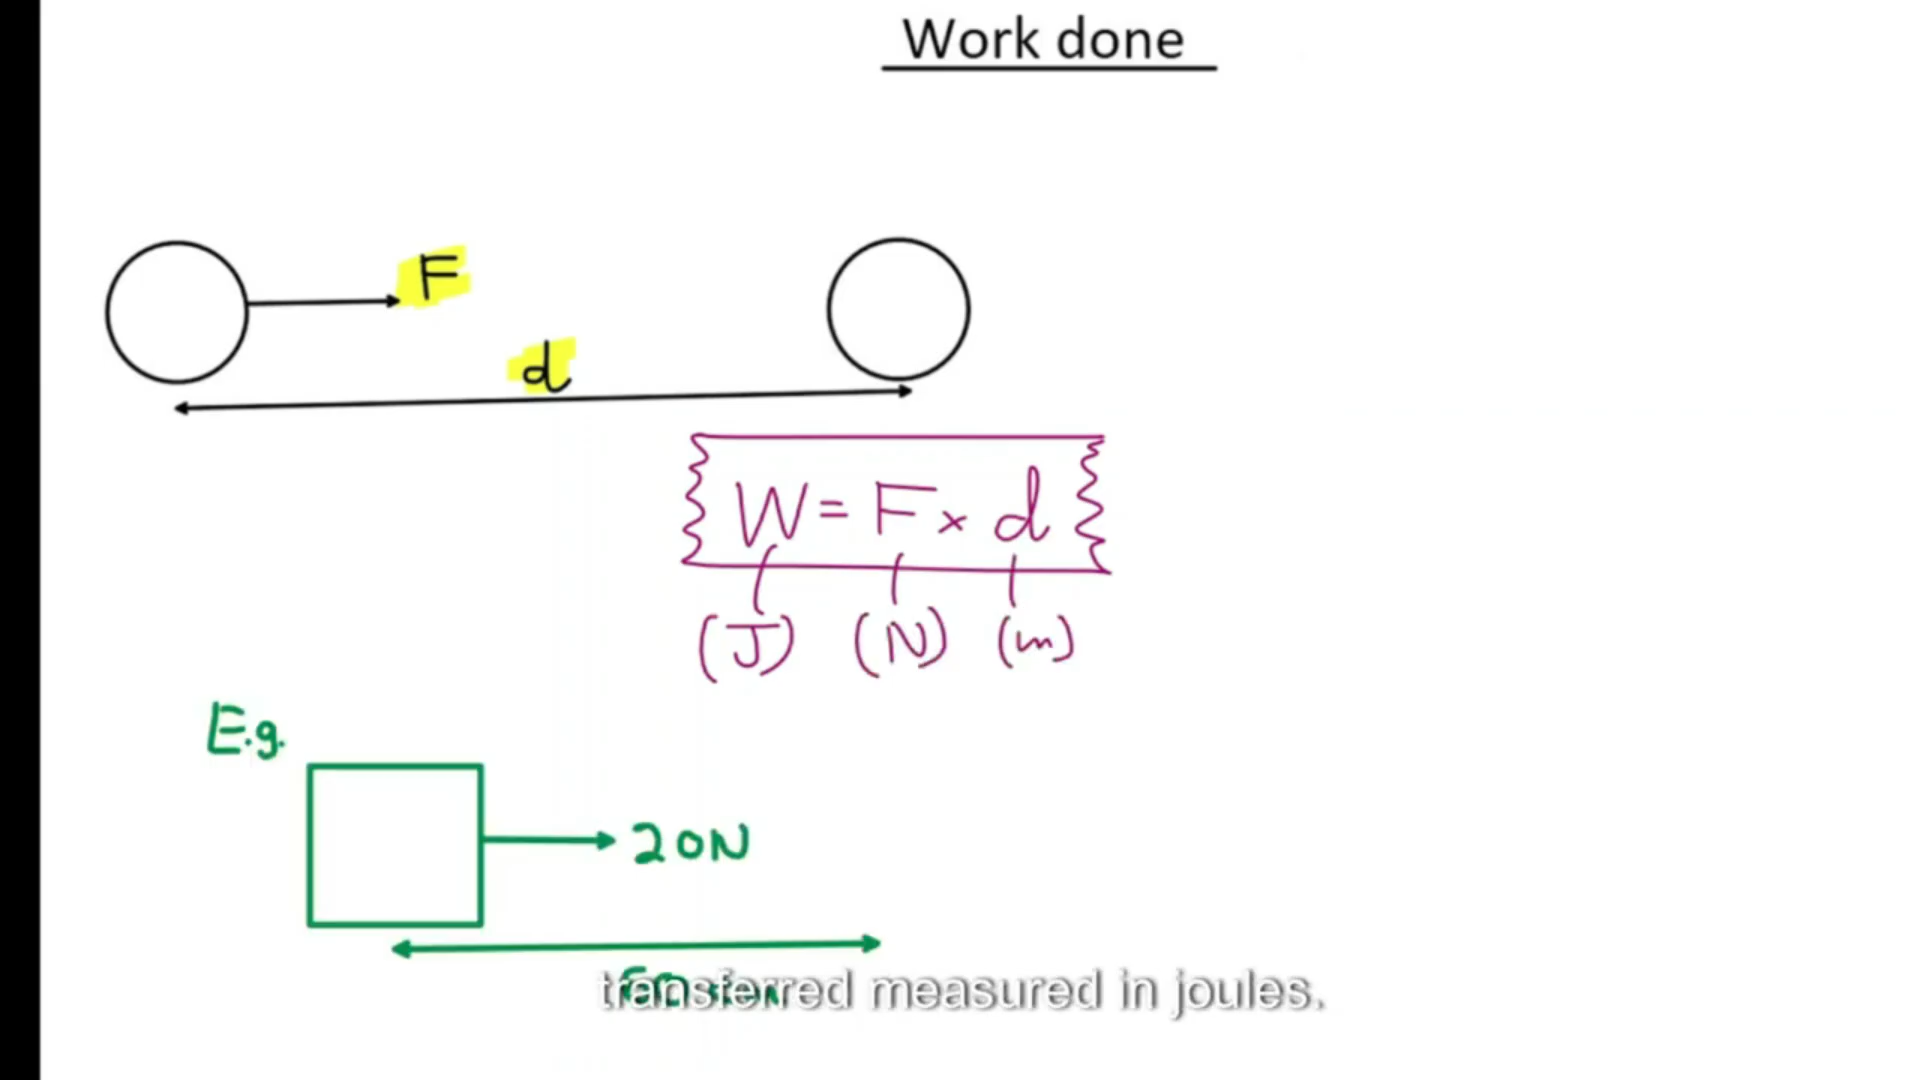 Work done
F
d
W = F × d
(J) (N) (m)
E.g.
20N
transferred measured in joules.